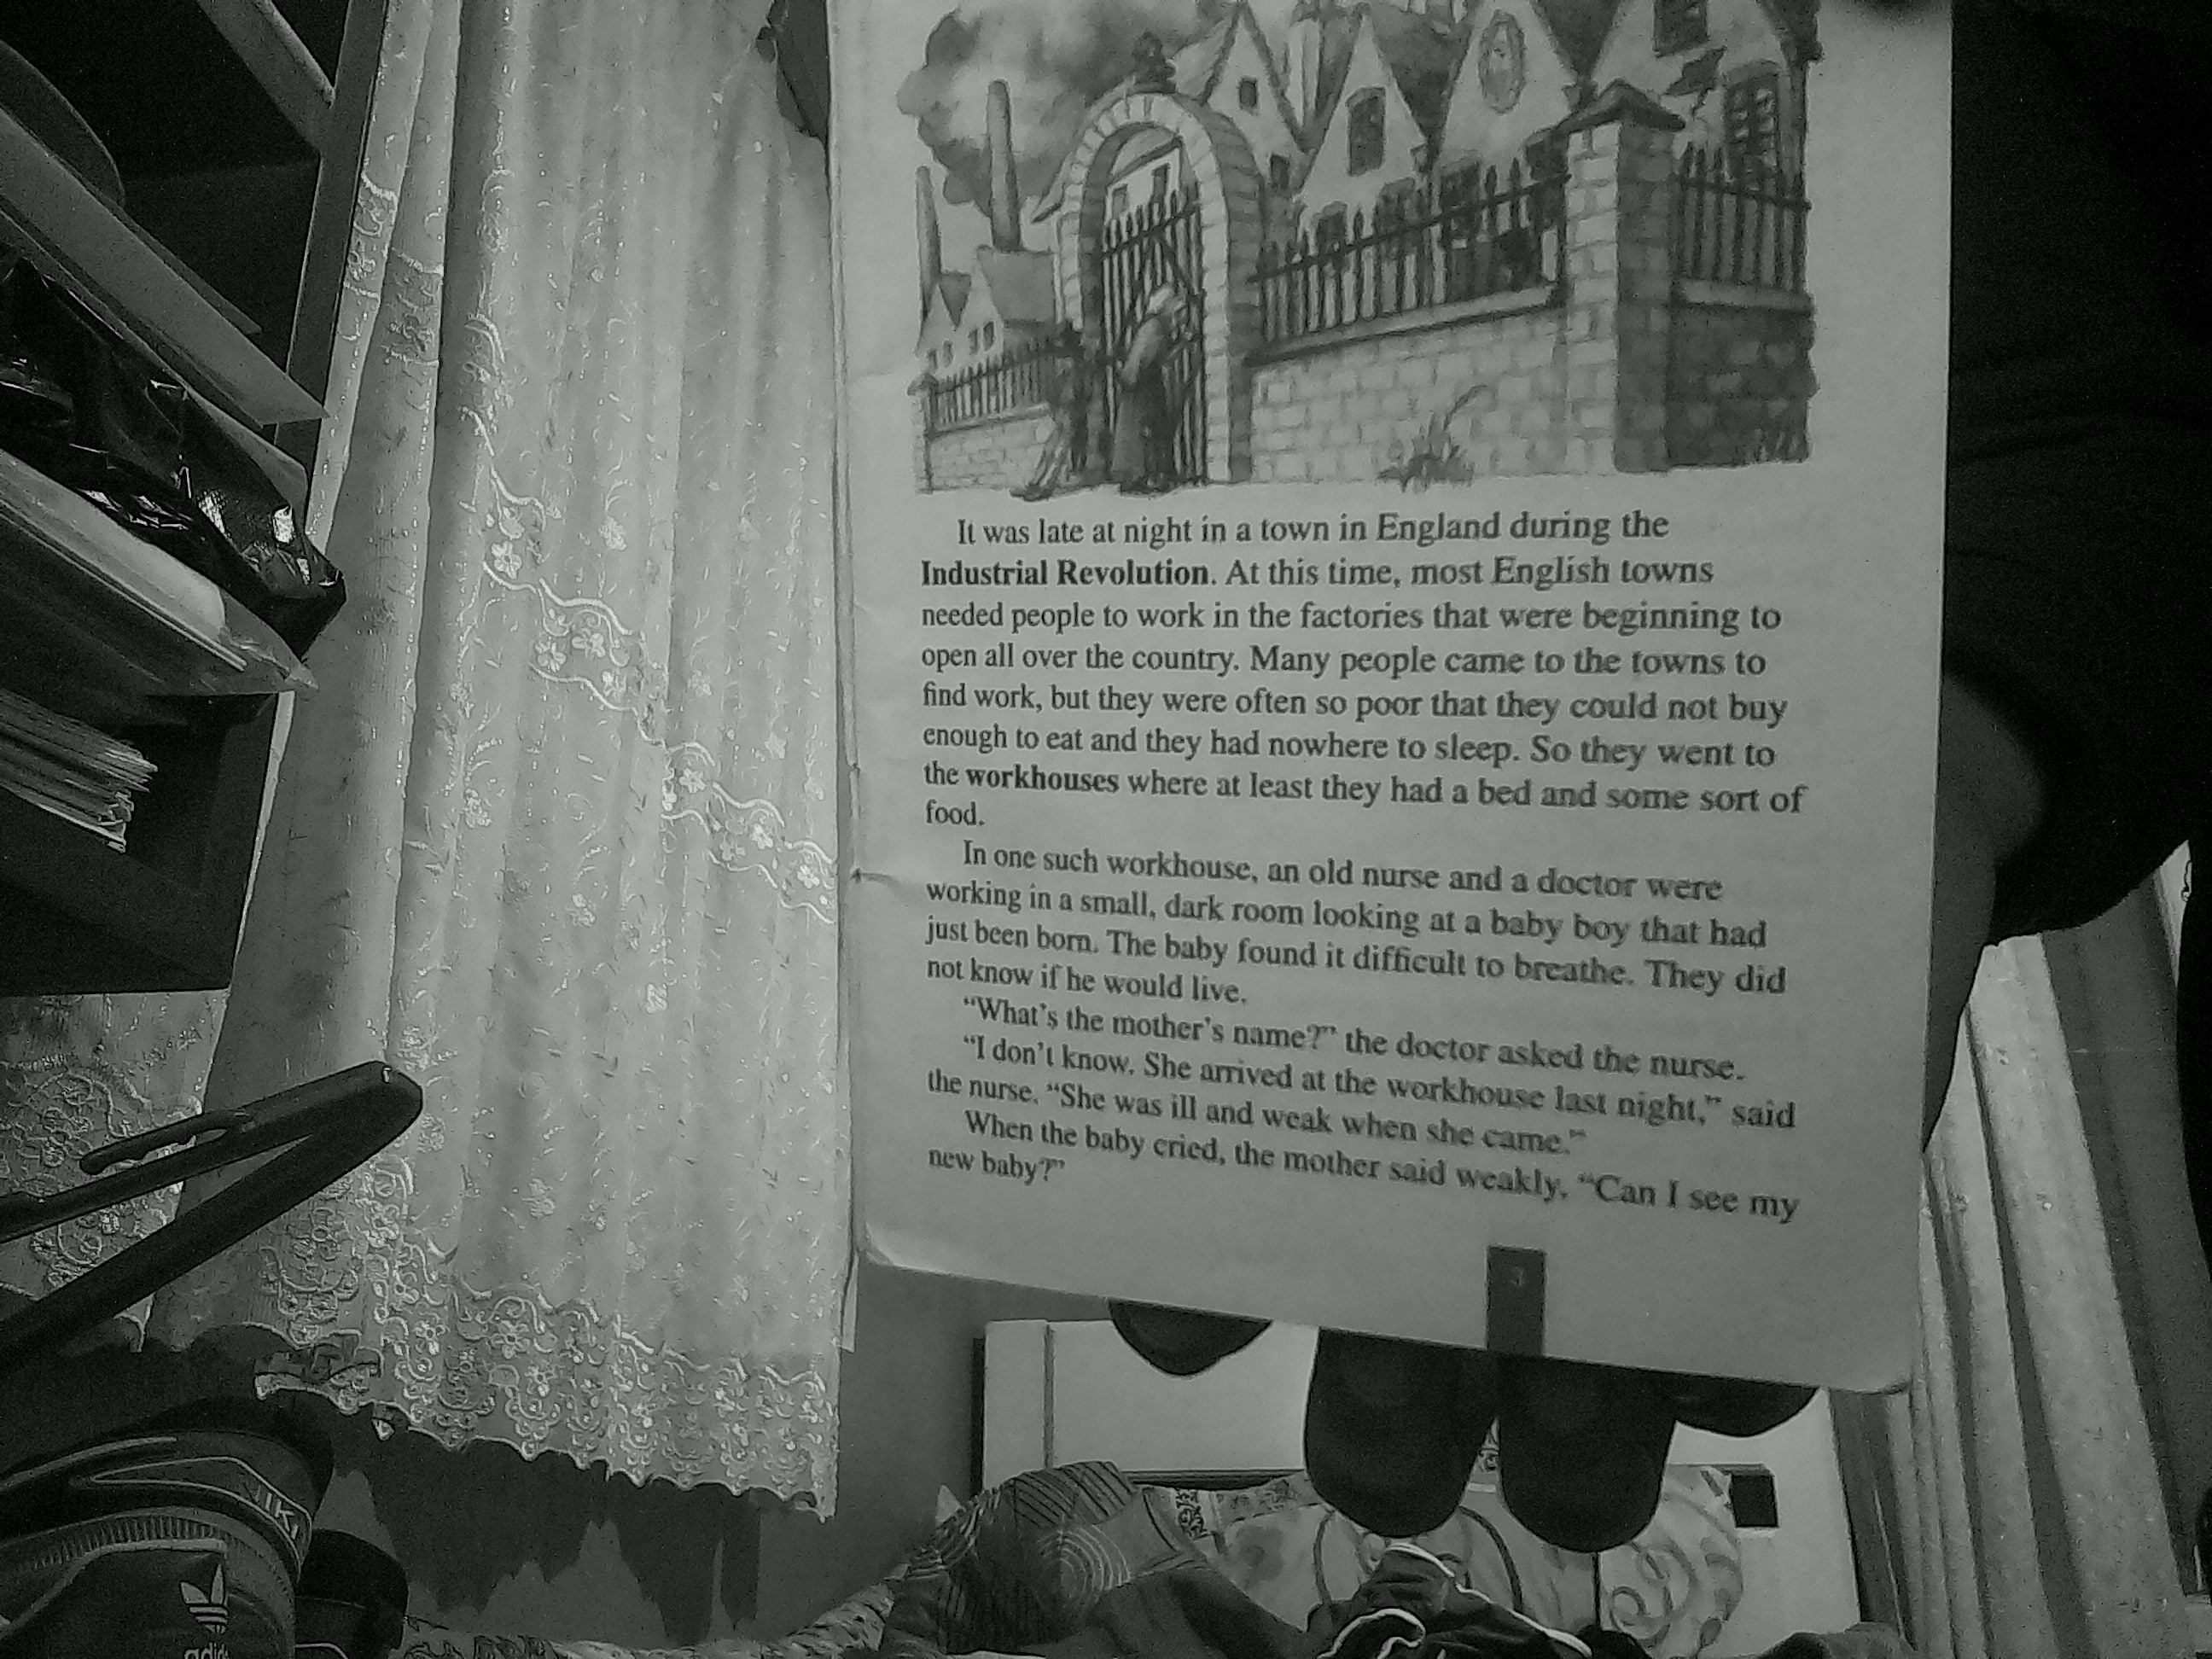 It was late at night in a town in England during the
Industrial Revolution. At this time, most English towns
needed people to work in the factories that were beginning to
open all over the country. Many people came to the towns to
find work, but they were often so poor that they could not buy
enough to eat and they had nowhere to sleep. So they went to
the workhouses where at least they had a bed and some sort of
food.
In one such workhouse, an old nurse and a doctor were
working in a small, dark room looking at a baby boy that had
just been born. The baby found it difficult to breathe. They did
not know if he would live.
“What’s the mother’s name?” the doctor asked the nurse.
“I don’t know. She arrived at the workhouse last night,” said
the nurse. “She was ill and weak when she came.”
When the baby cried, the mother said weakly, “Can I see my
new baby?”
3
adidas